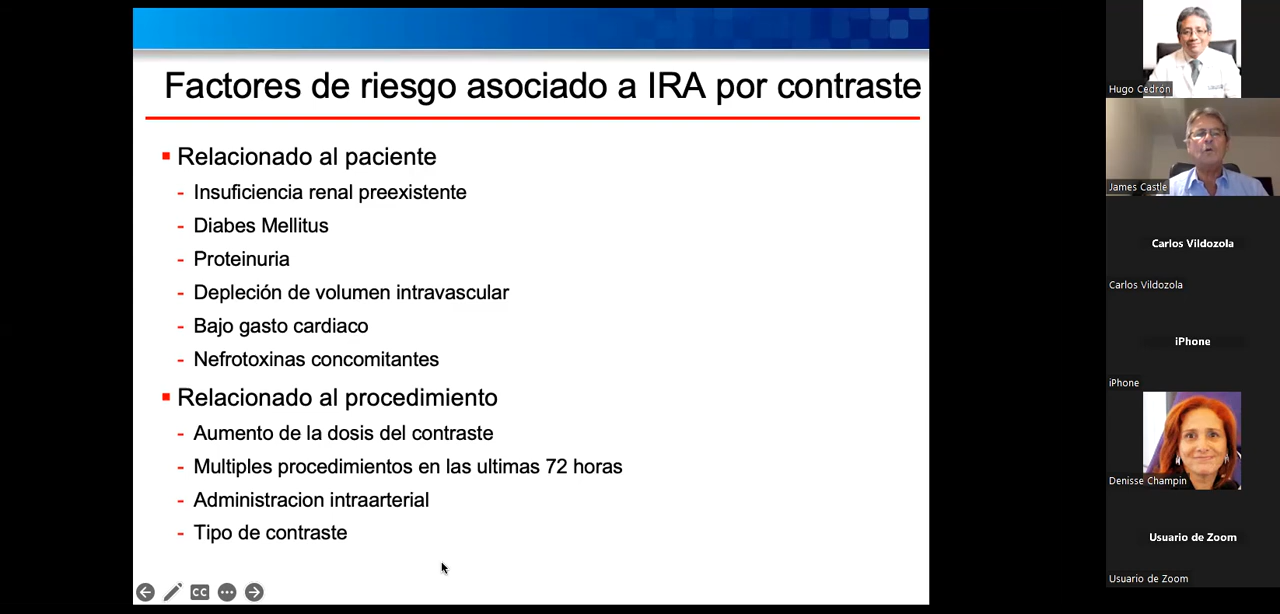 Factores de riesgo asociado a IRA por contraste
Relacionado al paciente
- Insuficiencia renal preexistente
- Diabes Mellitus
- Proteinuria
- Depleción de volumen intravascular
- Bajo gasto cardiaco
- Nefrotoxinas concomitantes
Relacionado al procedimiento
- Aumento de la dosis del contraste
- Multiples procedimientos en las ultimas 72 horas
- Administracion intraarterial
- Tipo de contraste
CC
Hugo Cedrón
James Castle
Carlos Vildozola
Carlos Vildozola
iPhone
iPhone
Denisse Champin
Usuario de Zoom
Usuario de Zoom